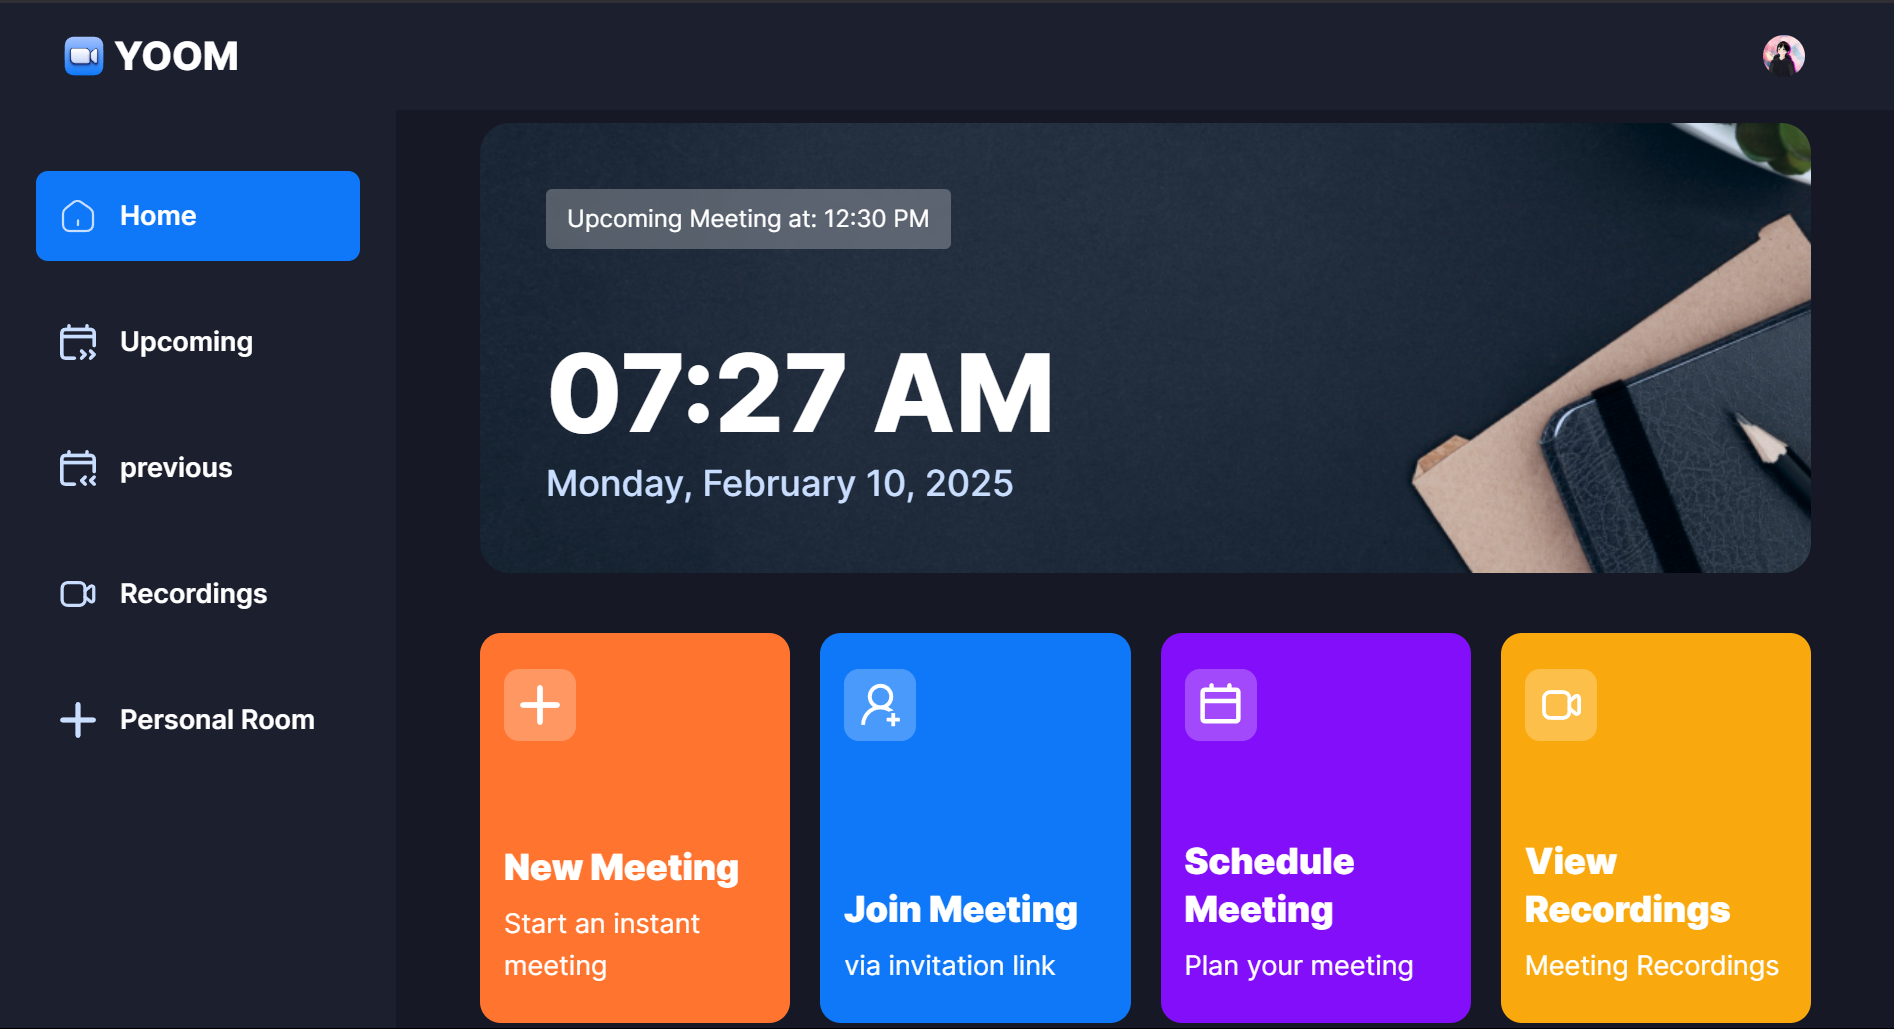 YOOM
Home
Upcoming
previous
Recordings
Personal Room
Upcoming Meeting at: 12:30 PM
07:27 AM
Monday, February 10, 2025
New Meeting
Start an instant
meeting
Join Meeting
via invitation link
Schedule
Meeting
Plan your meeting
View
Recordings
Meeting Recordings